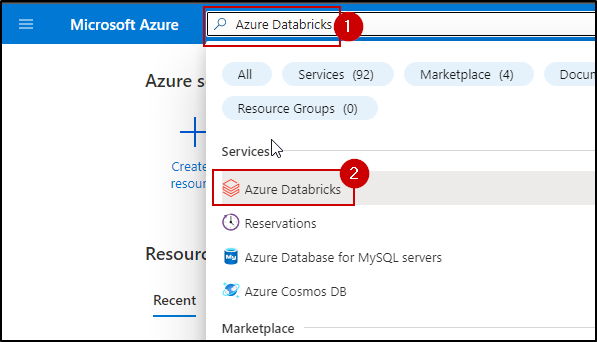 Microsoft Azure
Azure Databricks
1
All
Services (92)
Marketplace (4)
Docum
Resource Groups (0)
Azure s
Create
resour
Services
2
Azure Databricks
Reservations
Azure Database for MySQL servers
Azure Cosmos DB
Resour
Recent
Marketplace